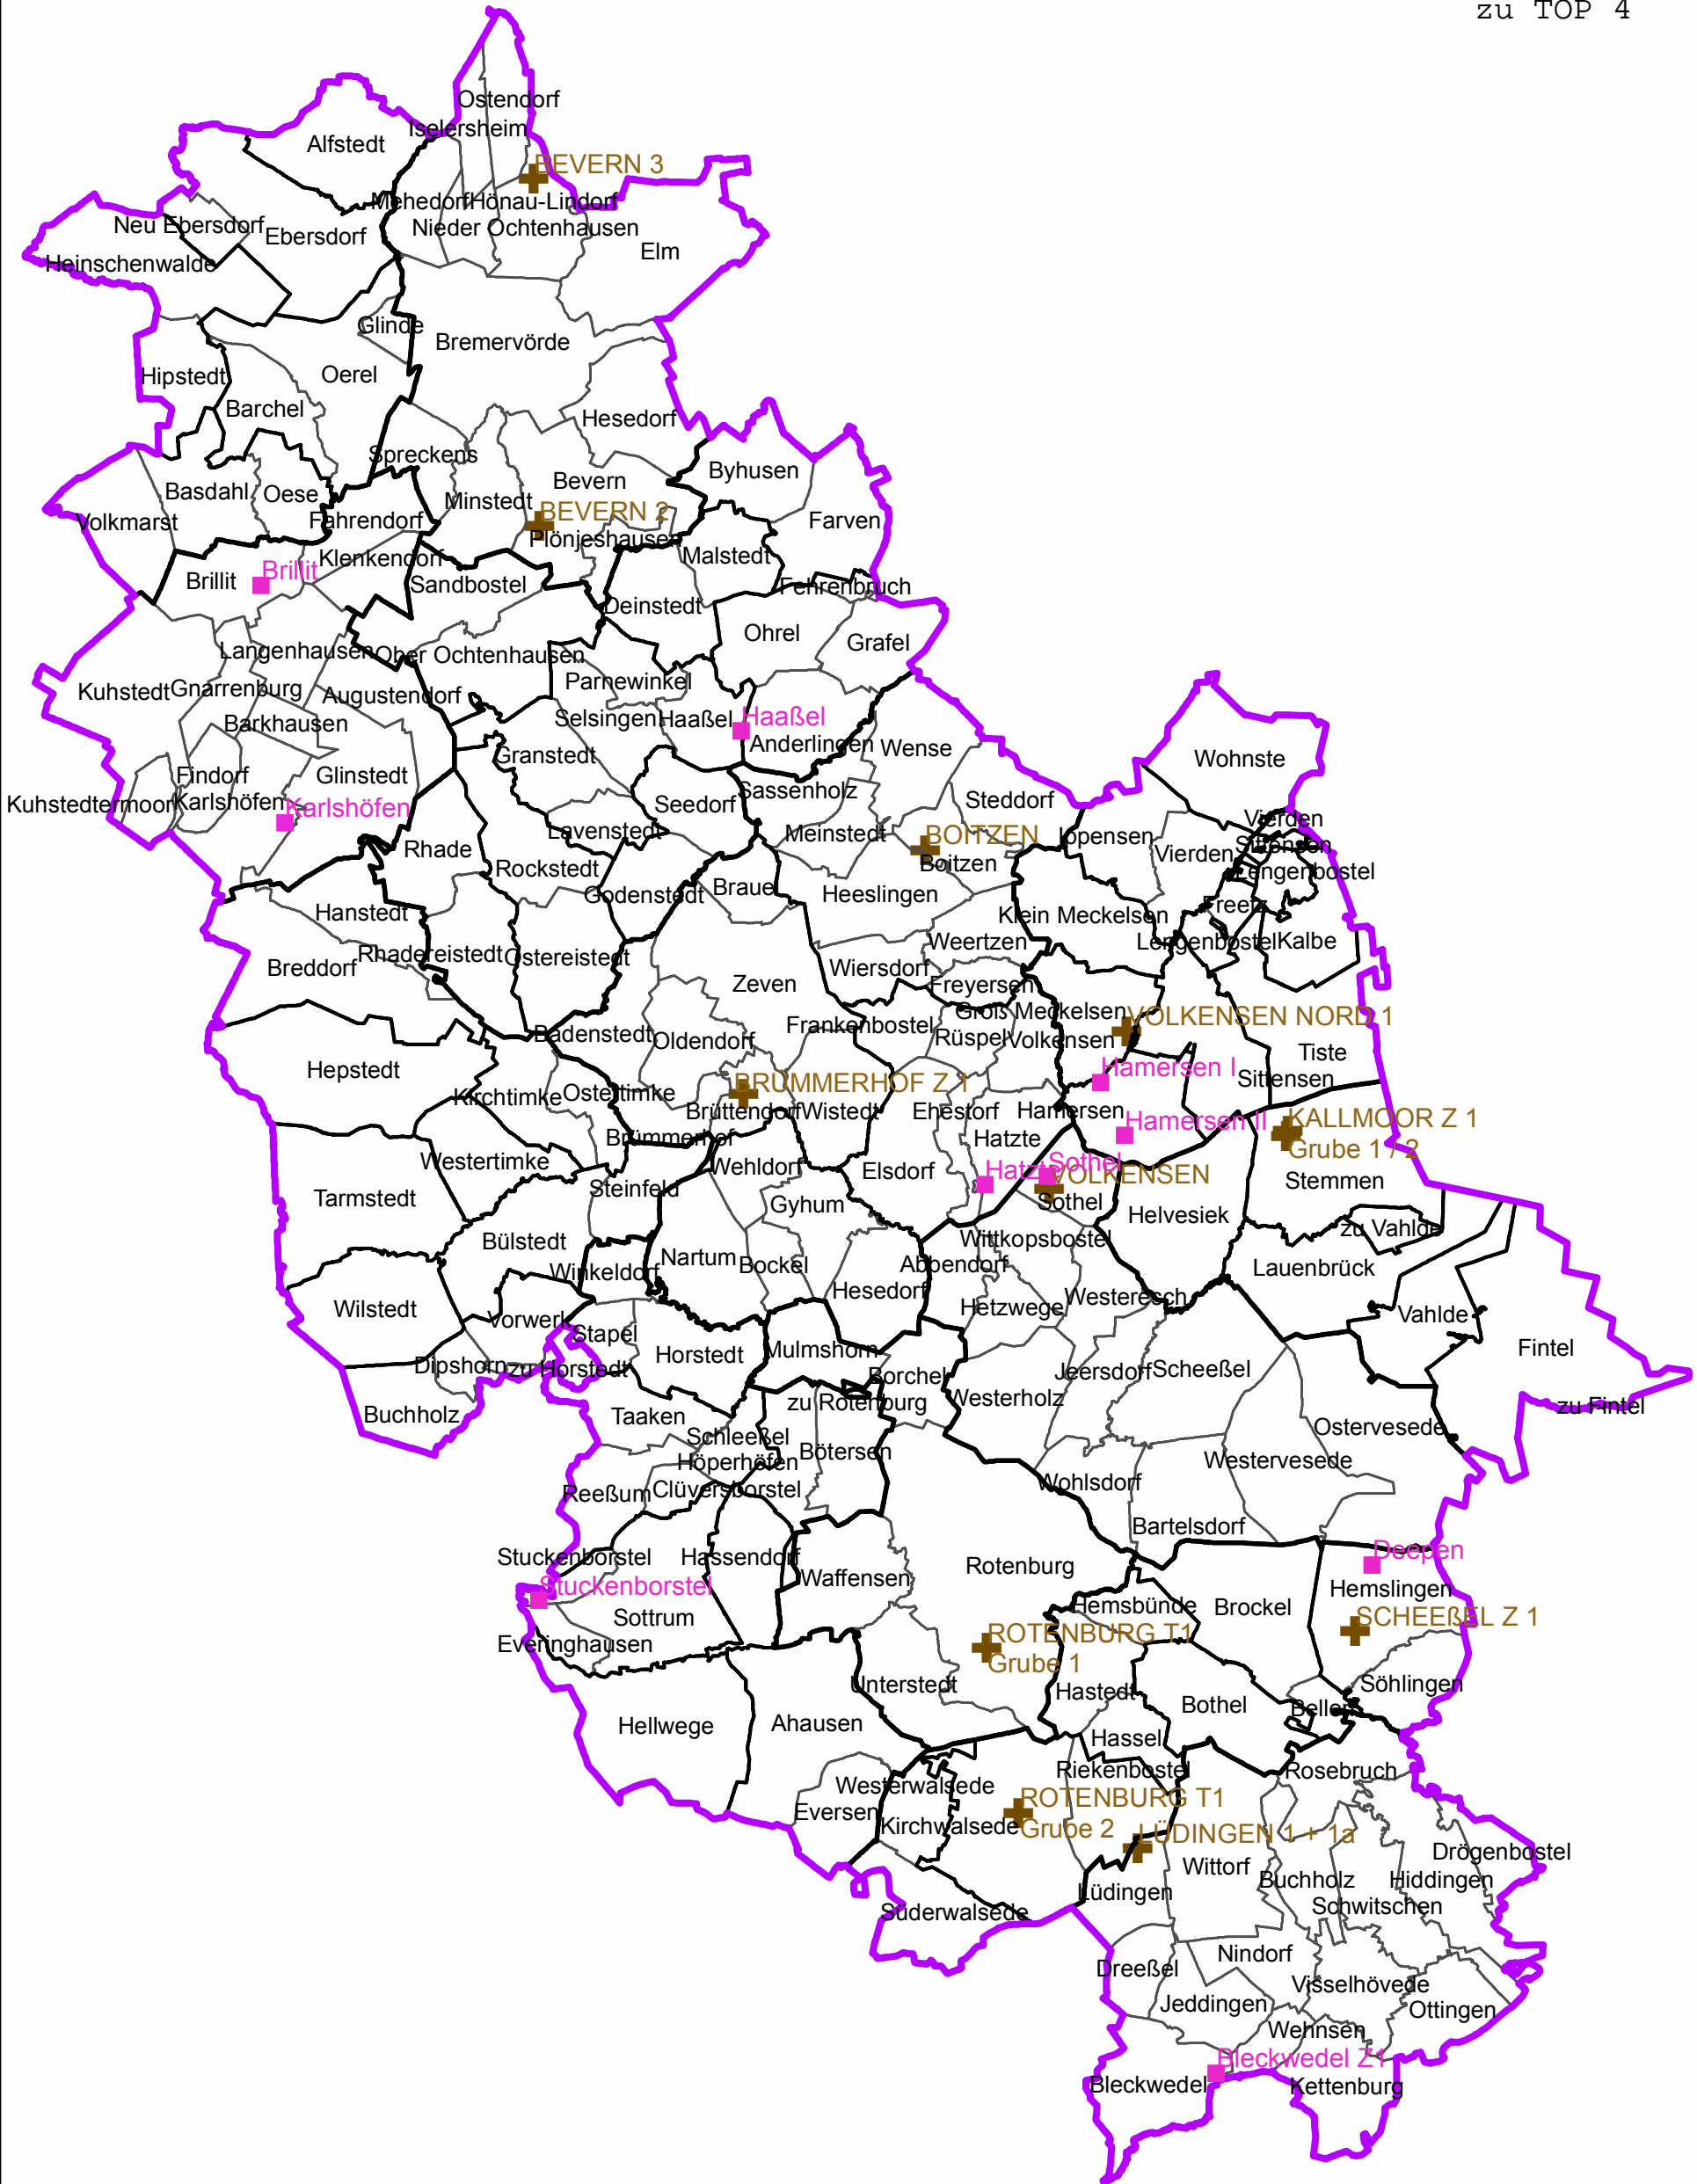 zu TOP 4
Ostendorf
Iselersheim
Alfstedt
BEVERN 3
Mehedorf
Hönau-Lindorf
Neu Ebersdorf
Ebersdorf
Nieder Ochtenhausen
Elm
Heinschenwalde
Glinde
Bremervörde
Hipstedt
Oerel
Barchel
Hesedorf
Spreckens
Byhusen
Basdahl
Oese
Minstedt
Bevern
BEVERN 2
Volkmarst
Fahrendorf
Farven
Plönjeshausen
Malstedt
Klenkendorf
Brillit
Brillit
Sandbostel
Fehrenbruch
Deinstedt
Ohrel
Grafel
Langenhausen
Ober Ochtenhausen
Kuhstedt
Gnarrenburg
Augustendorf
Parnewinkel
Barkhausen
Selsingen
Haaßel
Haaßel
Anderlingen
Wense
Granstedt
Wohnste
Findorf
Glinstedt
Kuhstedtermoor
Karlshöfen
Karlshöfen
Seedorf
Sassenholz
Steddorf
Vierden
Lavenstedt
Meinstedt
BOITZEN
Ippensen
Vierden
Sittensen
Rhade
Rockstedt
Boitzen
Lengenbostel
Godenstedt
Brauel
Heeslingen
Freetz
Hanstedt
Klein Meckelsen
Weertzen
Lengenbostel
Kalbe
Breddorf
Rhadereistedt
Ostereistedt
Wiersdorf
Zeven
Freyersen
Groß Meckelsen
VOLKENSEN NORD 1
Badenstedt
Oldendorf
Frankenbostel
Rüspel
Volkensen
Tiste
Hepstedt
Hamersen I
Sittensen
Kirchtimke
Ostertimke
BRÜMMERHOF Z 1
Brüttendorf
Wistedt
Ehestorf
Hamersen
Hamersen II
KALLMOOR Z 1
Grube 1 / 2
Brümmerhof
Hatzte
Westertimke
Wehldorf
Elsdorf
Hatzte
Sothel
VOLKENSEN
Stemmen
Tarmstedt
Steinfeld
Gyhum
Sothel
Helvesiek
zu Vahlde
Bülstedt
Wittkopsbostel
Winkeldorf
Nartum
Bockel
Abbendorf
Lauenbrück
Hesedorf
Hetzwege
Westeresch
Wilstedt
Vorwerk
Vahlde
Stapel
Horstedt
Mulmshorn
Fintel
Dipshorn
zu Horstedt
Borchel
Jeersdorf
Scheeßel
zu Rotenburg
Westerholz
zu Fintel
Buchholz
Taaken
Ostervesede
Schleeßel
Bötersen
Höperhöfen
Westervesede
Reeßum
Clüversborstel
Wohlsdorf
Bartelsdorf
Stuckenborstel
Hassendorf
Rotenburg
Deepen
Stuckenborstel
Waffensen
Hemslingen
Sottrum
Hemsbünde
Brockel
SCHEEßEL Z 1
Everinghausen
ROTENBURG T1
Grube 1
Unterstedt
Hastedt
Söhlingen
Hellwege
Ahausen
Bothel
Bellen
Hassel
Westerwalsede
Riekenbostel
Rosebruch
Eversen
Kirchwalsede
ROTENBURG T1
Grube 2
LÜDINGEN 1 + 1a
Drögenbostel
Wittorf
Buchholz
Hiddingen
Lüdingen
Schwitschen
Süderwalsede
Dreeßel
Nindorf
Visselhövede
Jeddingen
Ottingen
Wehnsen
Bleckwedel Z1
Bleckwedel
Kettenburg